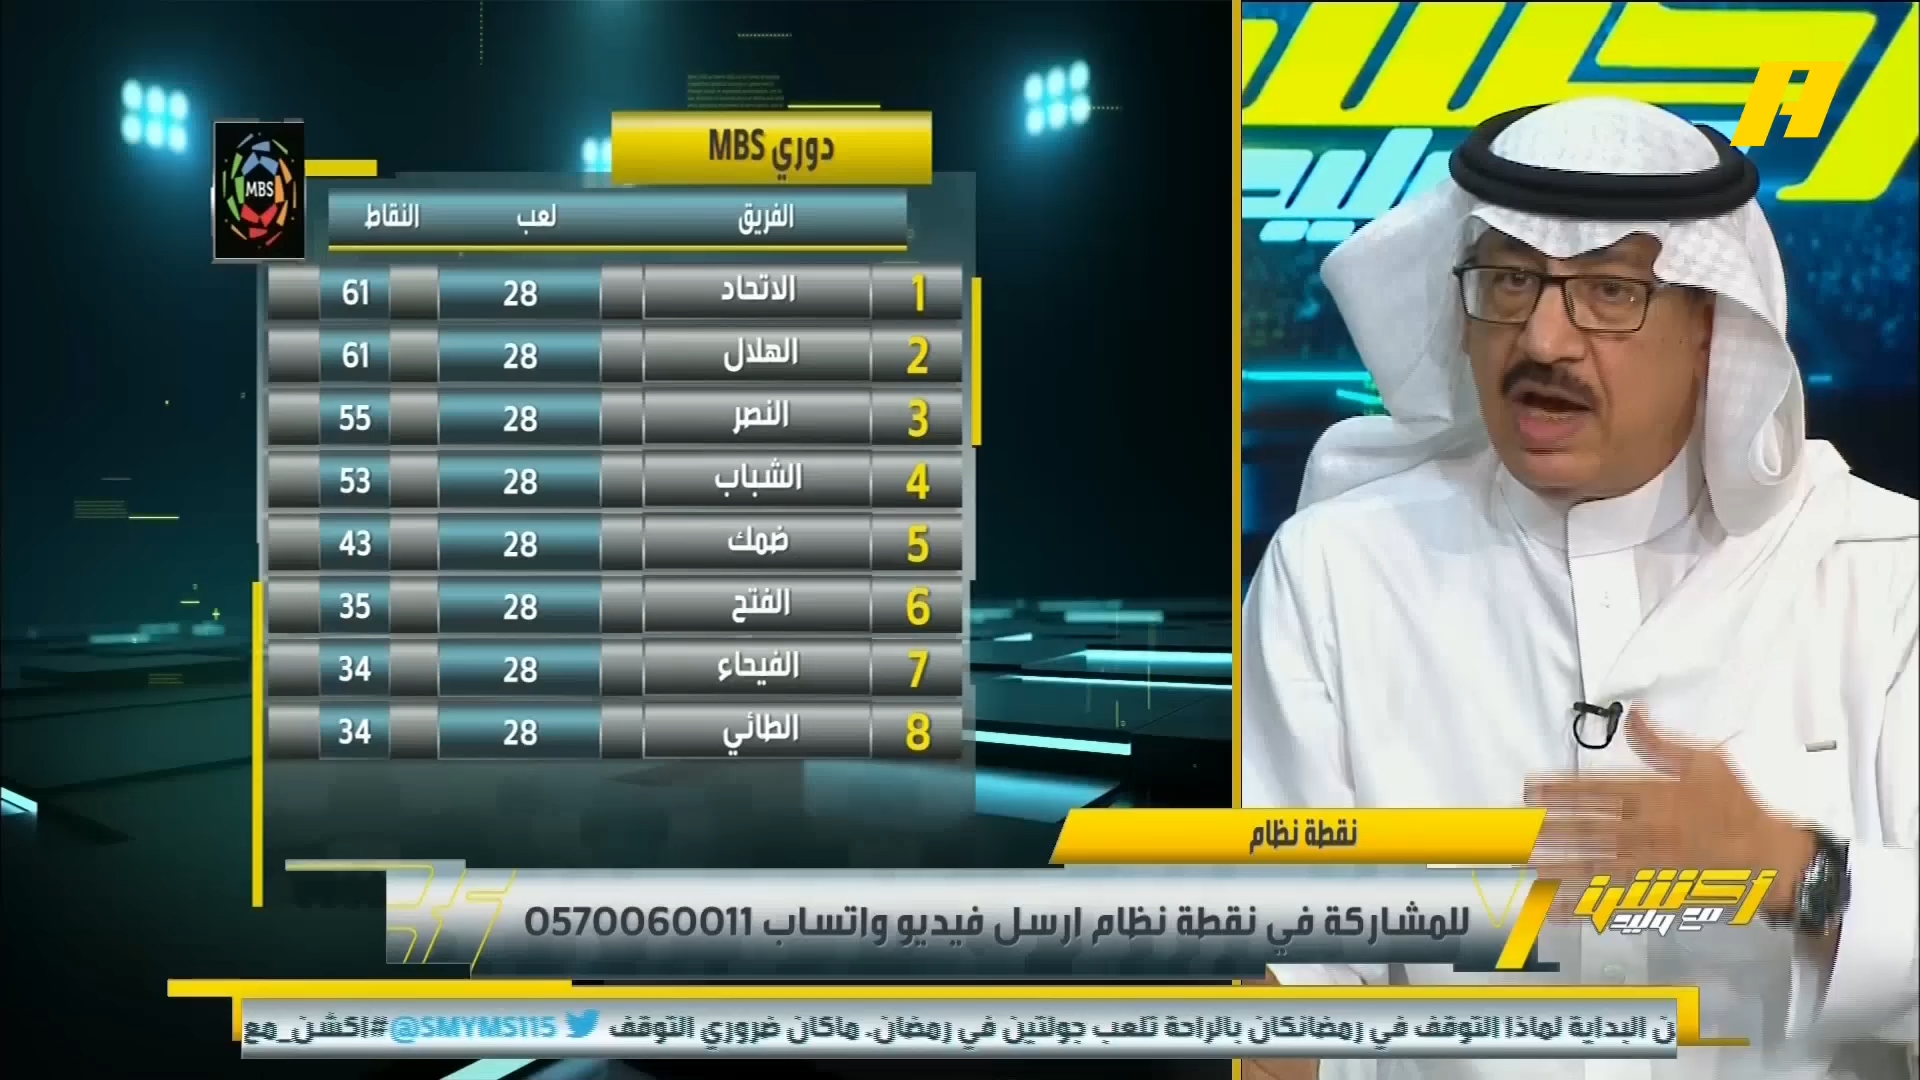 دوري MBS
MBS
الفريق لعب النقاط
1 الاتحاد 28 61
2 الهلال 28 61
3 النصر 28 55
4 الشباب 28 53
5 ضمك 28 43
6 الفتح 28 35
7 الفيحاء 28 34
8 الطائي 28 34
وليد
نقطة نظام
أكشن مع وليد
للمشاركة في نقطة نظام ارسل فيديو واتساب 0570060011
ن البداية لماذا التوقف في رمضانكان بالراحة تلعب جولتين في رمضان. ماكان ضروري التوقف @SMYMS115 #اكشن_مع